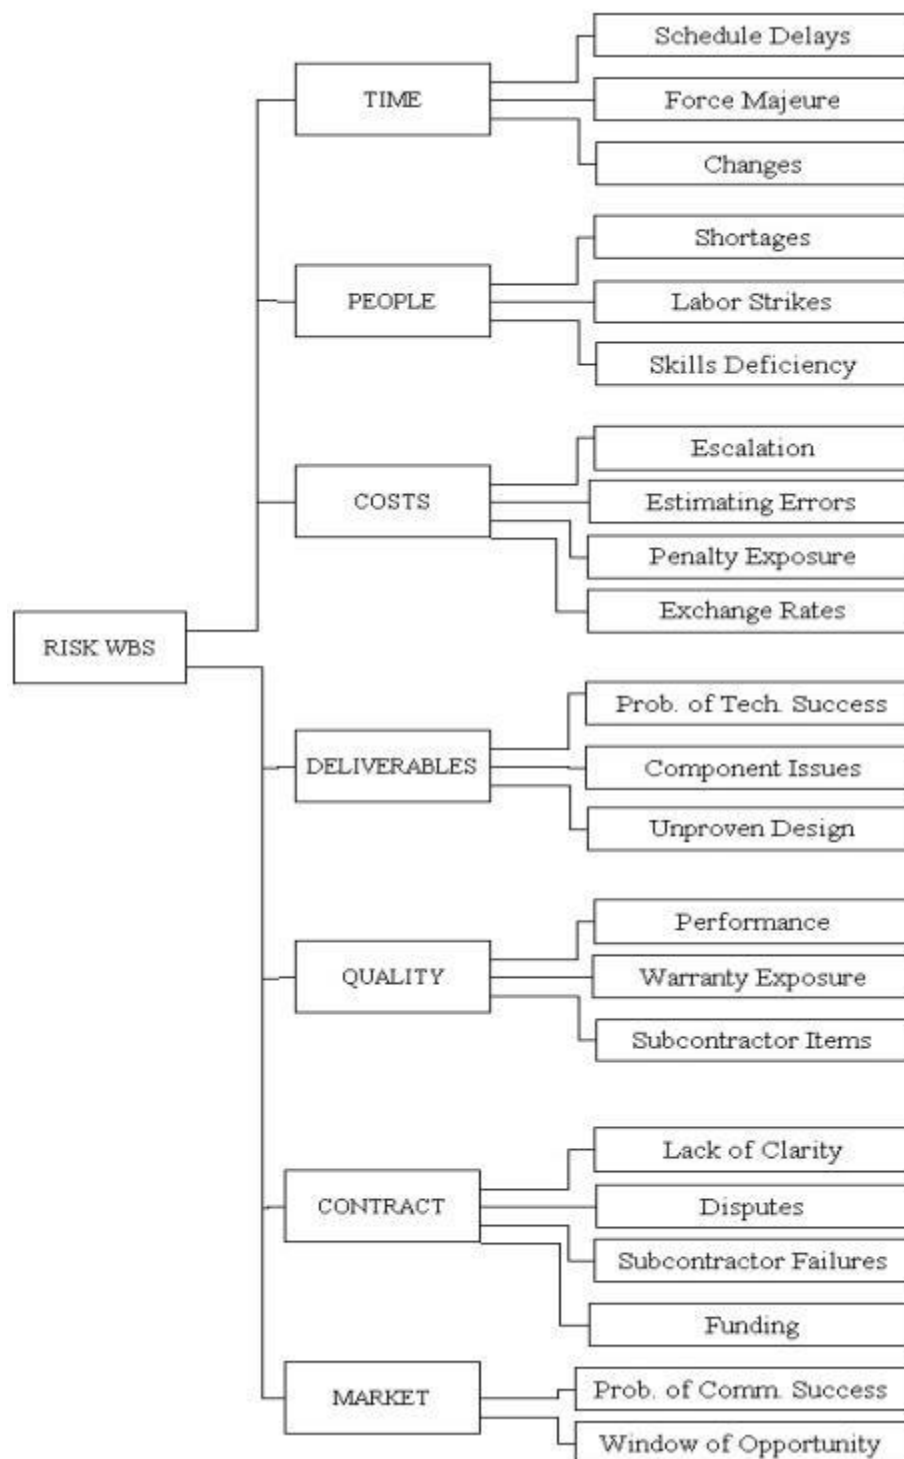 Schedule Delays
TIME
Force Majeure
Changes
Shortages
PEOPLE
Labor Strikes
Skills Deficiency
Escalation
COSTS
Estimating Errors
Penalty Exposure
Exchange Rates
RISK WBS
Prob. of Tech. Success
DELIVERABLES
Component Issues
Unproven Design
Performance
QUALITY
Warranty Exposure
Subcontractor Items
Lack of Clarity
CONTRACT
Disputes
Subcontractor Failures
Funding
MARKET
Prob. of Comm. Success
Window of Opportunity